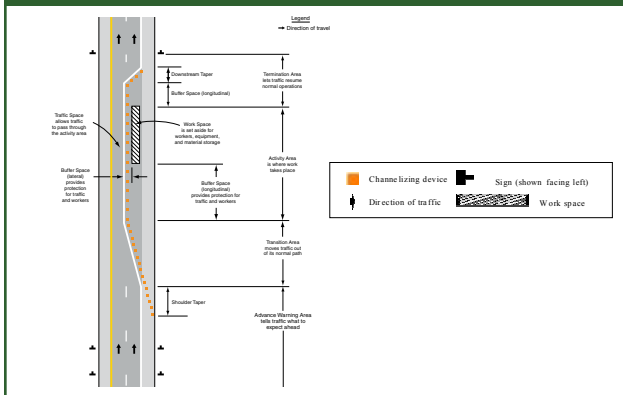 Legend
Direction of travel
Downstream Taper
Buffer Space (longitudinal)
Termination Area
lets traffic resume
normal operations
Traffic Space
allows traffic
to pass through
the activity area
Work Space
is set aside for
workers, equipment,
and material storage
Activity Area
is where work
takes place
Buffer Space
(lateral)
provides
protection
for traffic
and workers
Buffer Space
(longitudinal)
provides protection for
traffic and workers
Transition Area
moves traffic out
of its normal path
Shoulder Taper
Advance Warning Area
tells traffic what to
expect ahead
Channelizing device
Sign (shown facing left)
Direction of traffic
Work space